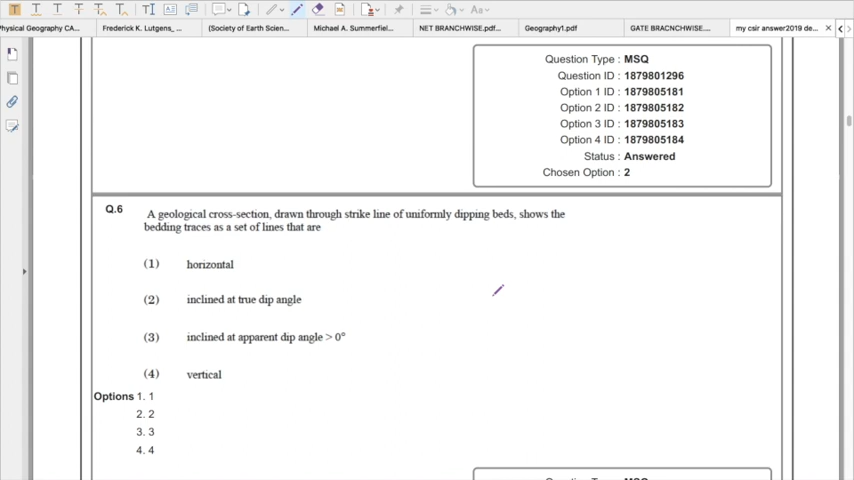 Aa
Physical Geography CA...
Frederick K. Lutgens,_ ...
(Society of Earth Scien...
Michael A. Summerfiel...
NET BRANCHWISE.pdf...
Geography1.pdf
GATE BRACNCHWISE....
my csir answer2019 de...
Question Type : MSQ
Question ID : 1879801296
Option 1 ID : 1879805181
Option 2 ID : 1879805182
Option 3 ID : 1879805183
Option 4 ID : 1879805184
Status : Answered
Chosen Option : 2
Q.6 A geological cross-section, drawn through strike line of uniformly dipping beds, shows the
bedding traces as a set of lines that are
(1) horizontal
(2) inclined at true dip angle
(3) inclined at apparent dip angle > 0°
(4) vertical
Options 1. 1
2. 2
3. 3
4. 4